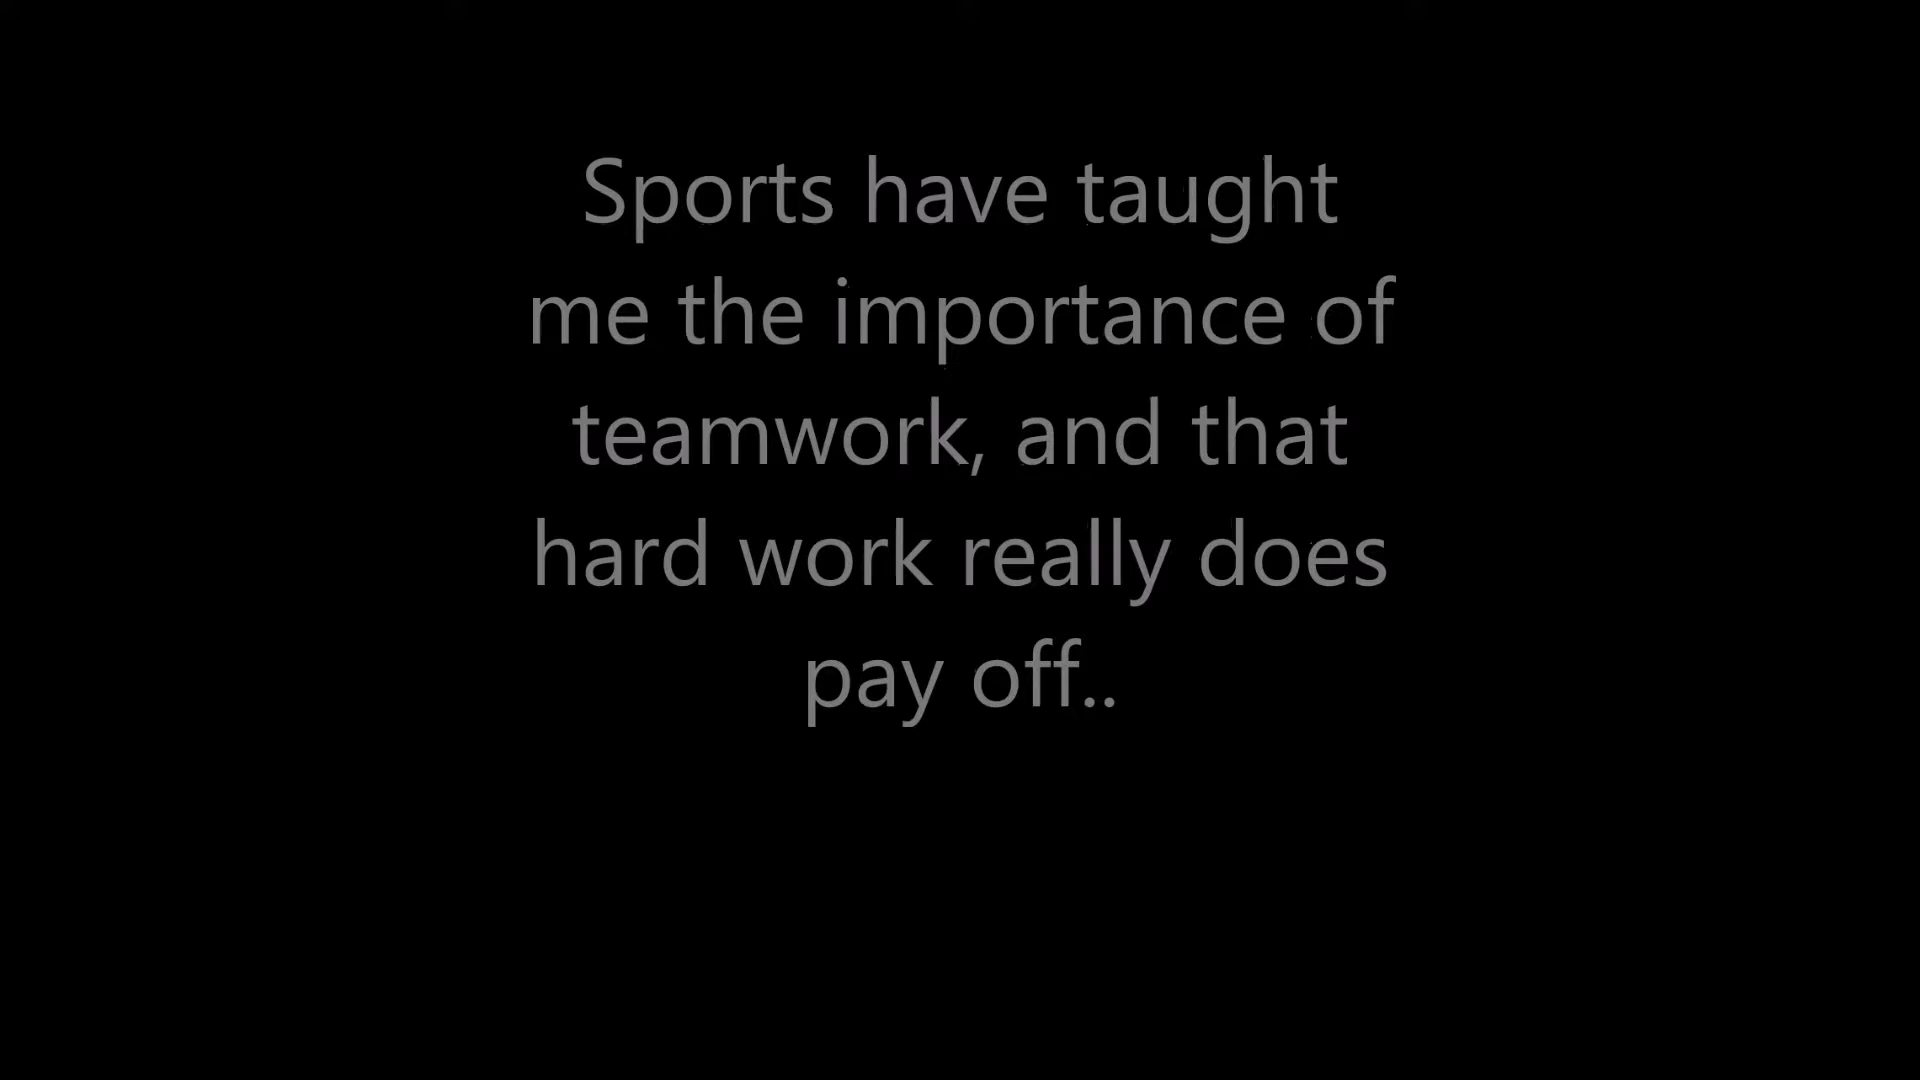 Sports have taught
me the importance of
teamwork, and that
hard work really does
pay off..